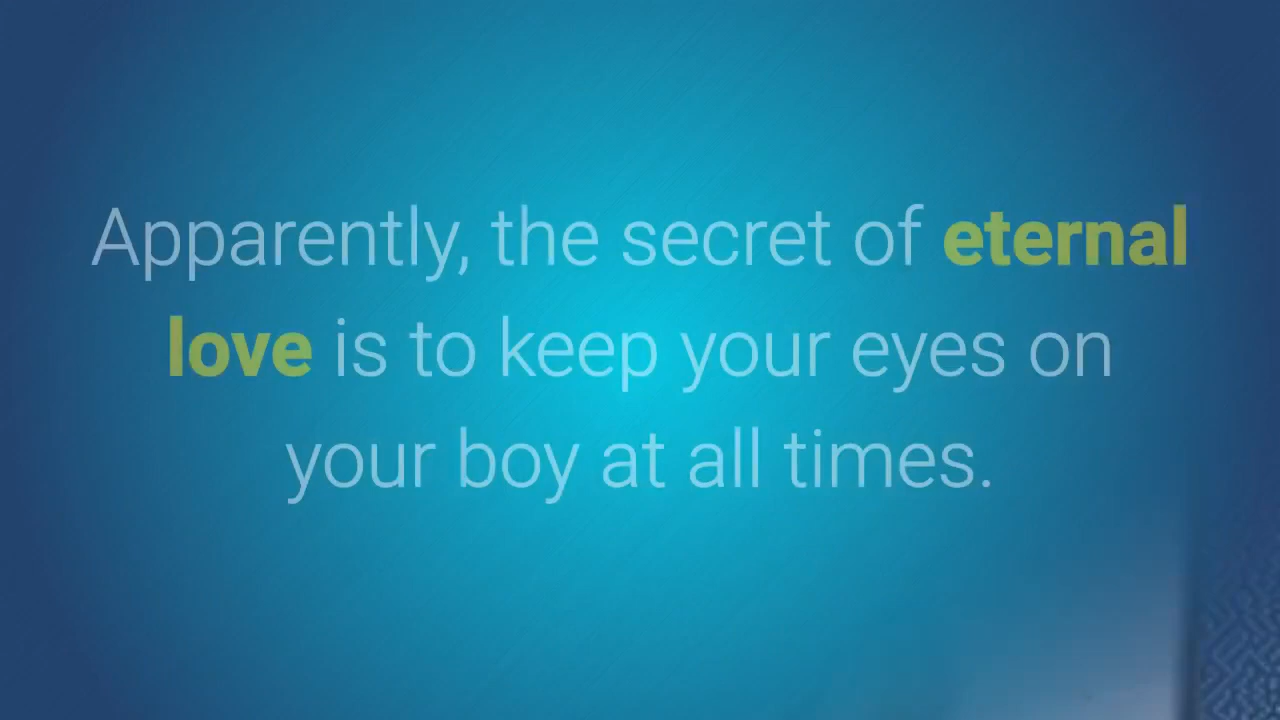 Apparently, the secret of eternal
love is to keep your eyes on
your boy at all times.